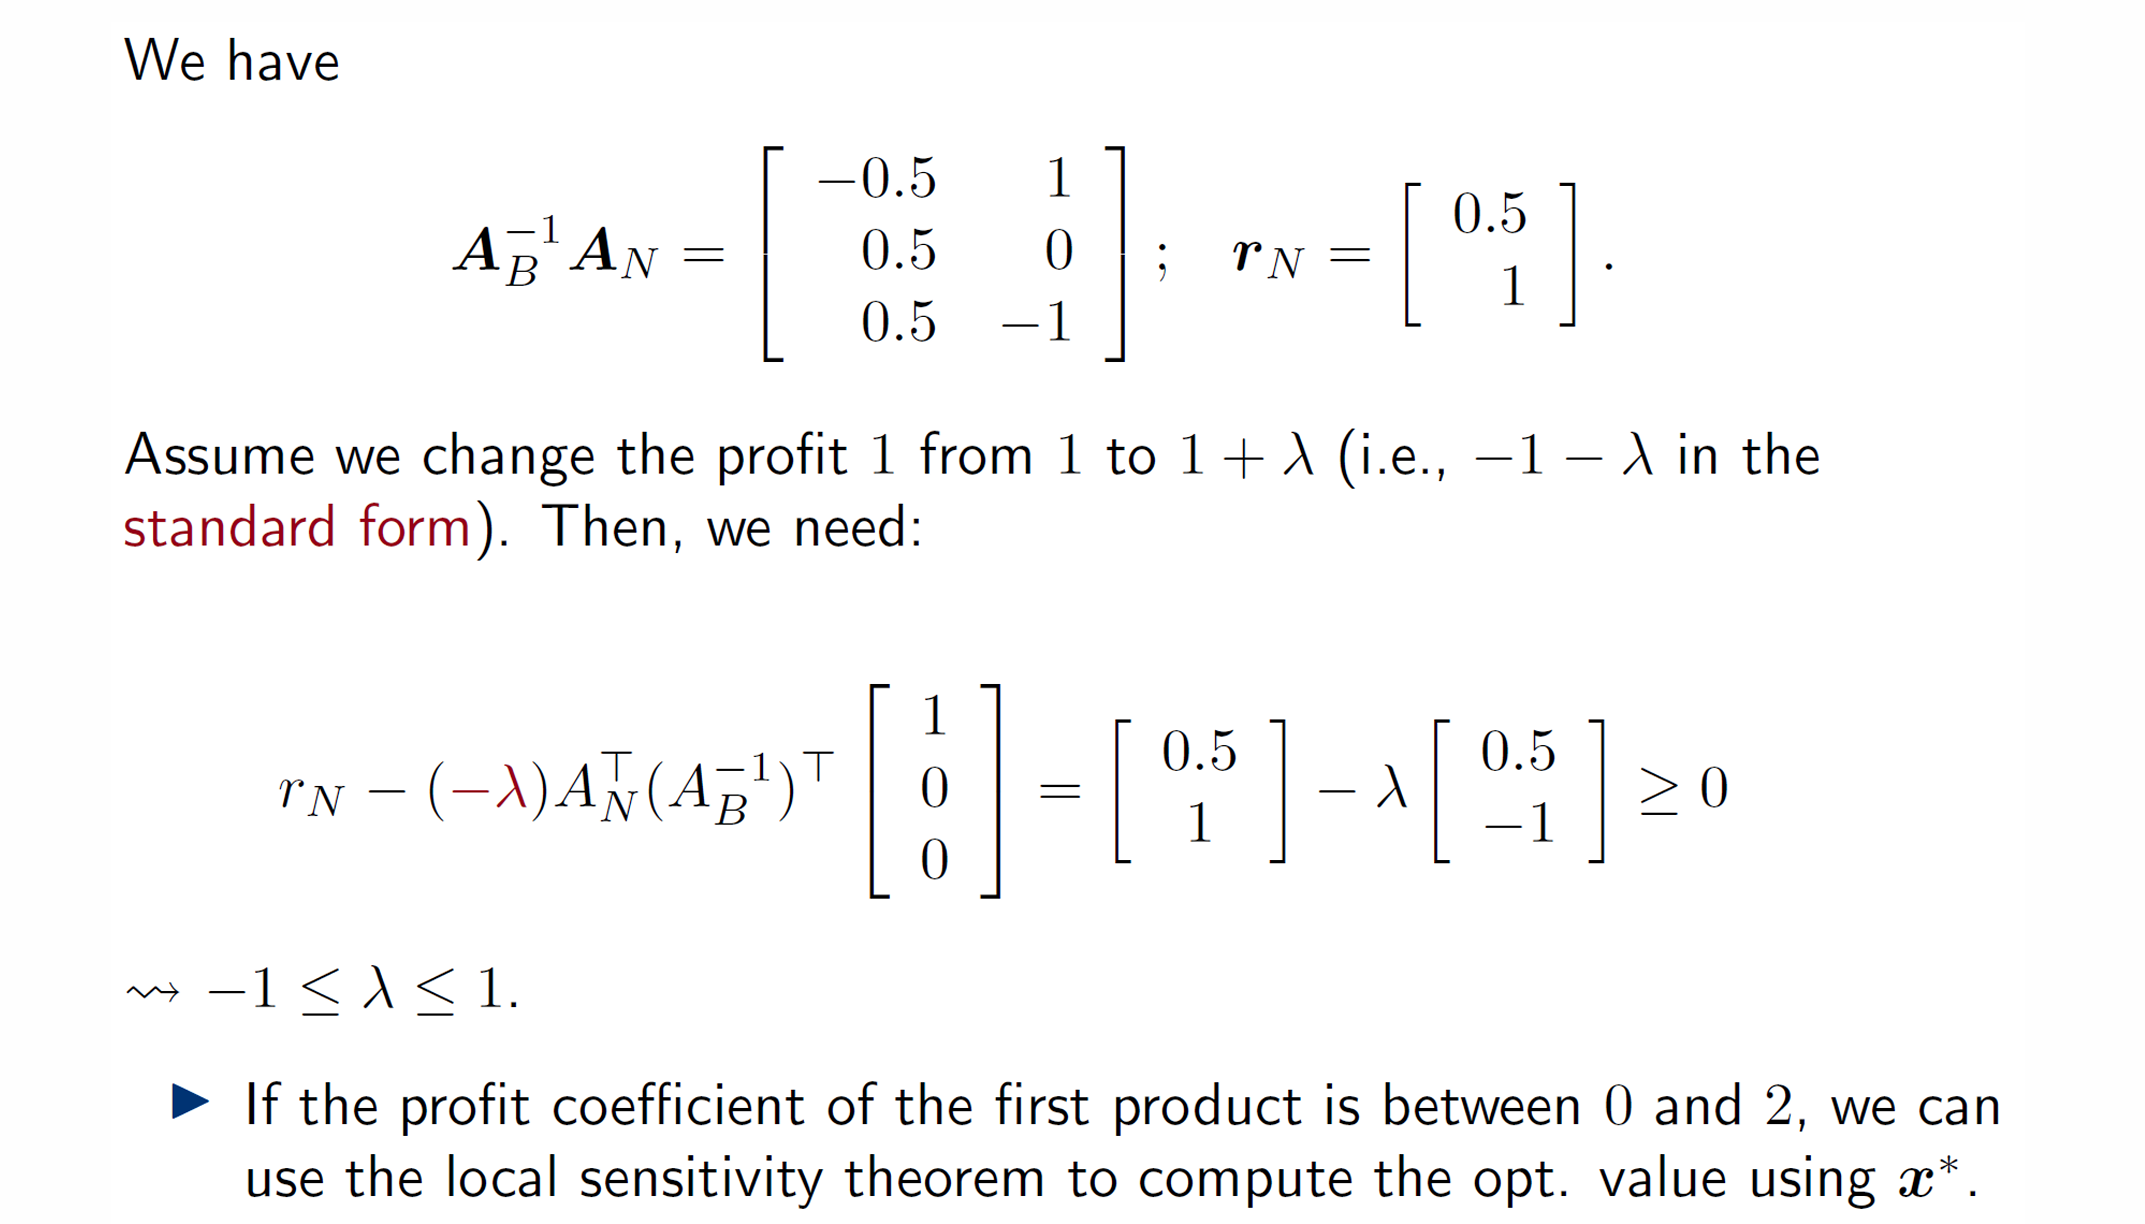 We have
$\boldsymbol{A}_B^{-1}\boldsymbol{A}_N = \begin{bmatrix} -0.5 & 1 \\ 0.5 & 0 \\ 0.5 & -1 \end{bmatrix}; \quad \boldsymbol{r}_N = \begin{bmatrix} 0.5 \\ 1 \end{bmatrix}.$
Assume we change the profit 1 from 1 to $1 + \lambda$ (i.e., $-1 - \lambda$ in the
standard form). Then, we need:
$r_N - (-\lambda)A_N^\top(A_B^{-1})^\top \begin{bmatrix} 1 \\ 0 \\ 0 \end{bmatrix} = \begin{bmatrix} 0.5 \\ 1 \end{bmatrix} - \lambda \begin{bmatrix} 0.5 \\ -1 \end{bmatrix} \geq 0$
⇝ $-1 \leq \lambda \leq 1.$
▶ If the profit coefficient of the first product is between 0 and 2, we can
use the local sensitivity theorem to compute the opt. value using $\boldsymbol{x}^*$.